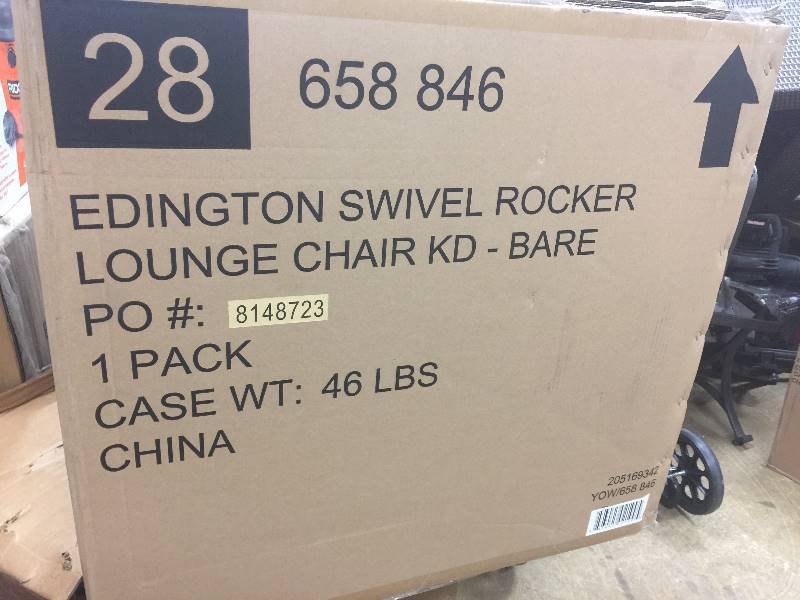 28
658 846
EDINGTON SWIVEL ROCKER
LOUNGE CHAIR KD - BARE
PO #: 8148723
1 PACK
CASE WT: 46 LBS
CHINA
205169342
YOW/658 846